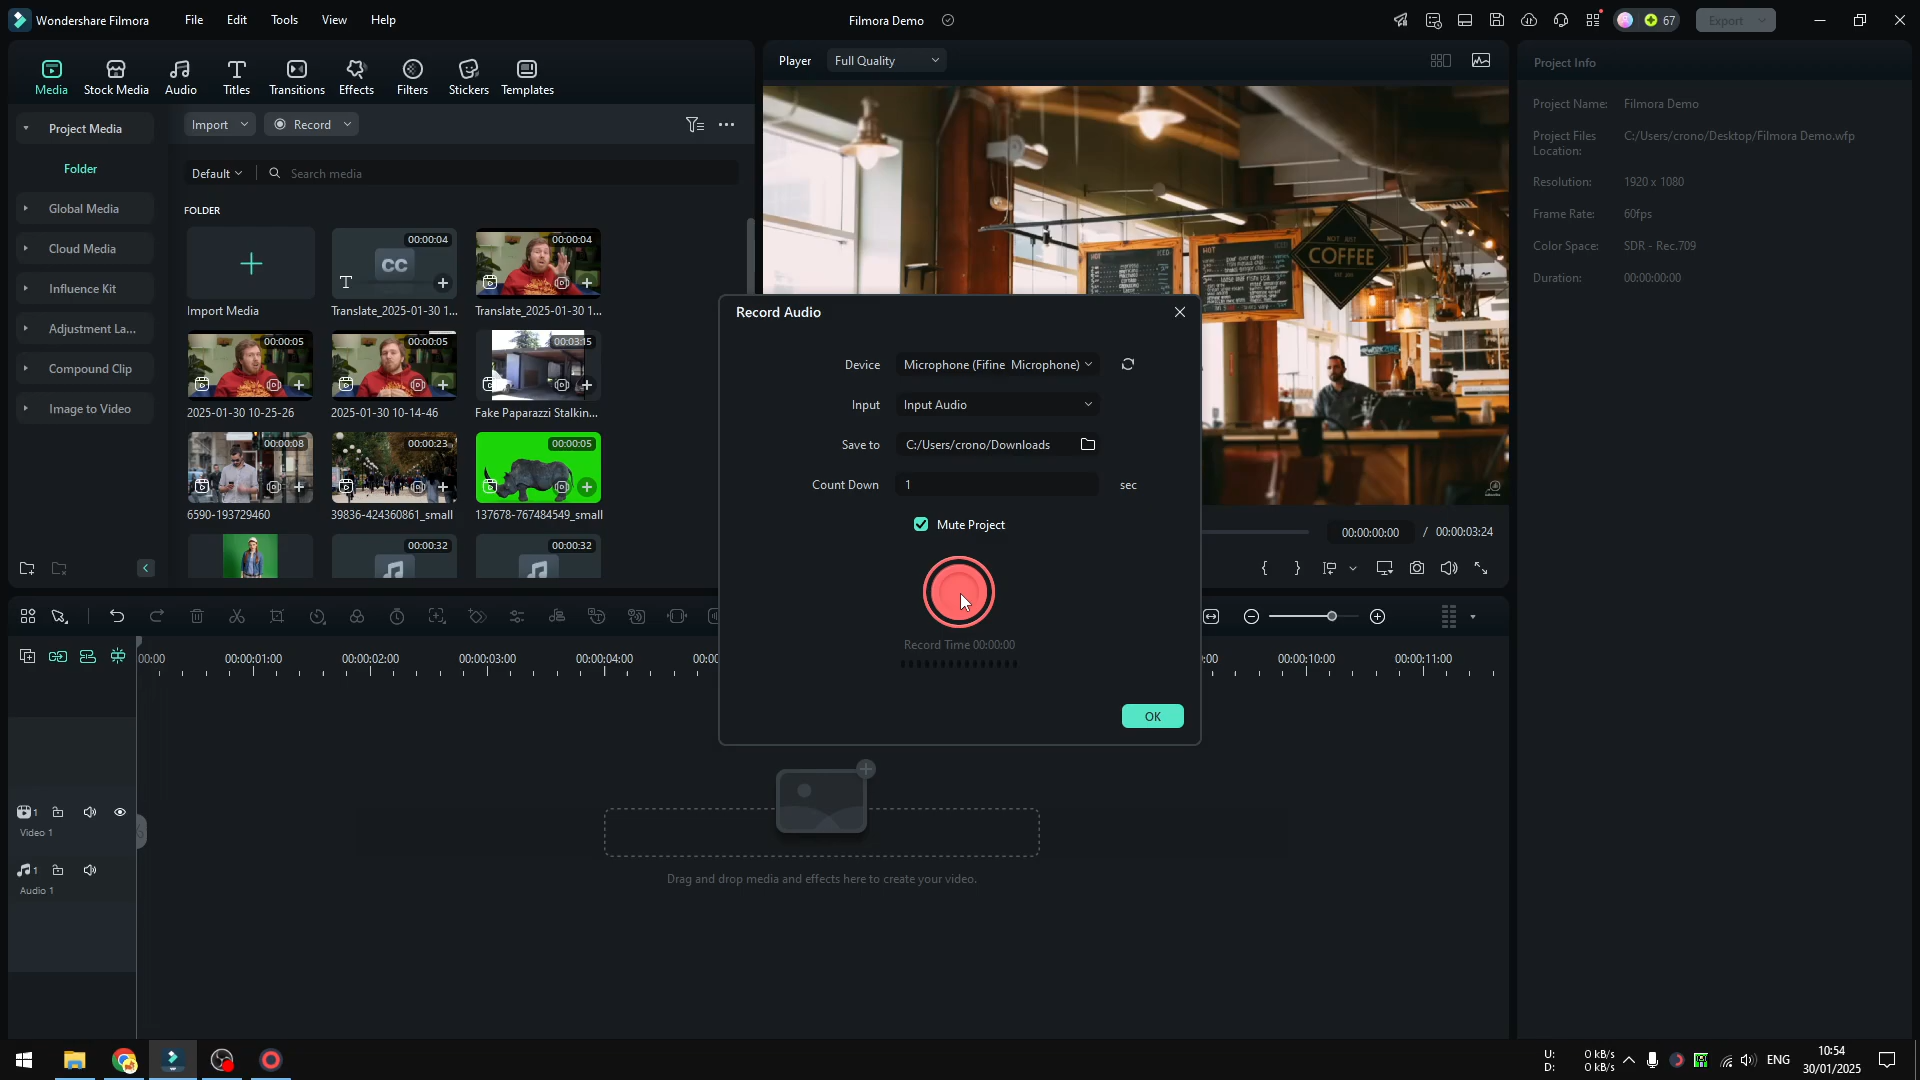 Wondershare Filmora
File
Edit
Tools
View
Help
Filmora Demo
67
Export
Media
Stock Media
Audio
Titles
Transitions
Effects
Filters
Stickers
Templates
Player
Full Quality
Project Info
Project Media
Import
Record
Folder
Default
Search media
Global Media
Cloud Media
Influence Kit
Adjustment La...
Compound Clip
Image to Video
FOLDER
00:00:04
00:00:04
CC
T
Import Media
Translate_2025-01-30 1...
Translate_2025-01-30 1...
00:00:05
00:00:05
00:03:15
2025-01-30 10-25-26
2025-01-30 10-14-46
Fake Paparazzi Stalkin...
00:00:08
00:00:23
00:00:05
6590-193729460
39836-424360861_small
137678-767484549_small
00:00:32
00:00:32
HOT
ICED
HOT
HOT JOY
COFFEE
Project Name:
Filmora Demo
Project Files Location:
C:/Users/crono/Desktop/Filmora Demo.wfp
Resolution:
1920 x 1080
Frame Rate:
60fps
Color Space:
SDR - Rec.709
Duration:
00:00:00:00
Record Audio
Device
Microphone (Fifine Microphone)
Input
Input Audio
Save to
C:/Users/crono/Downloads
Count Down
1
sec
Mute Project
Record Time 00:00:00
OK
00:00:00:00
/ 00:00:03:24
00:00
00:00:01:00
00:00:02:00
00:00:03:00
00:00:04:00
00:00
:00
00:00:10:00
00:00:11:00
1
Video 1
1
Audio 1
Drag and drop media and effects here to create your video.
U:
D:
0 kB/s
0 kB/s
ENG
10:54
30/01/2025